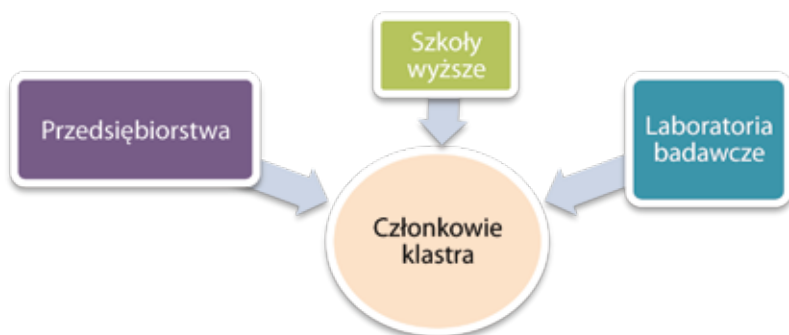 Szkoły
wyższe
Przedsiębiorstwa
Laboratoria
badawcze
Członkowie
klastra